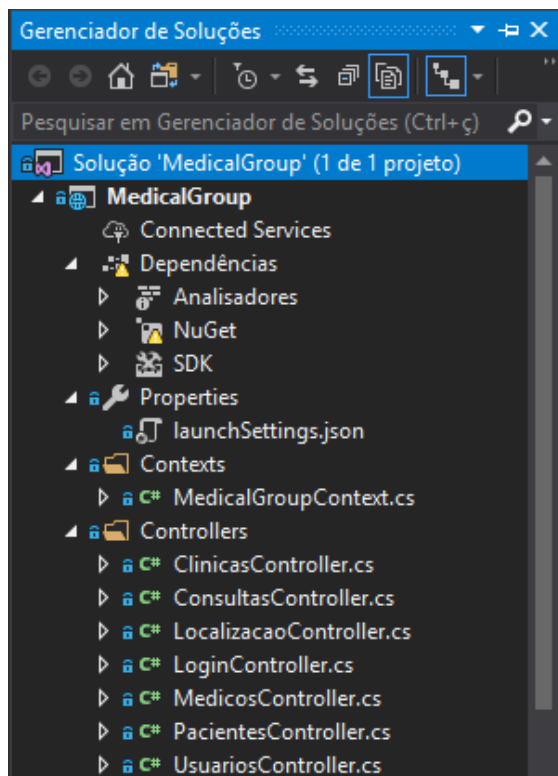 Gerenciador de Soluções
Pesquisar em Gerenciador de Soluções (Ctrl+ç)
Solução 'MedicalGroup' (1 de 1 projeto)
MedicalGroup
Connected Services
Dependências
Analisadores
NuGet
SDK
Properties
launchSettings.json
Contexts
C# MedicalGroupContext.cs
Controllers
C# ClinicasController.cs
C# ConsultasController.cs
C# LocalizacaoController.cs
C# LoginController.cs
C# MedicosController.cs
C# PacientesController.cs
C# UsuariosController.cs